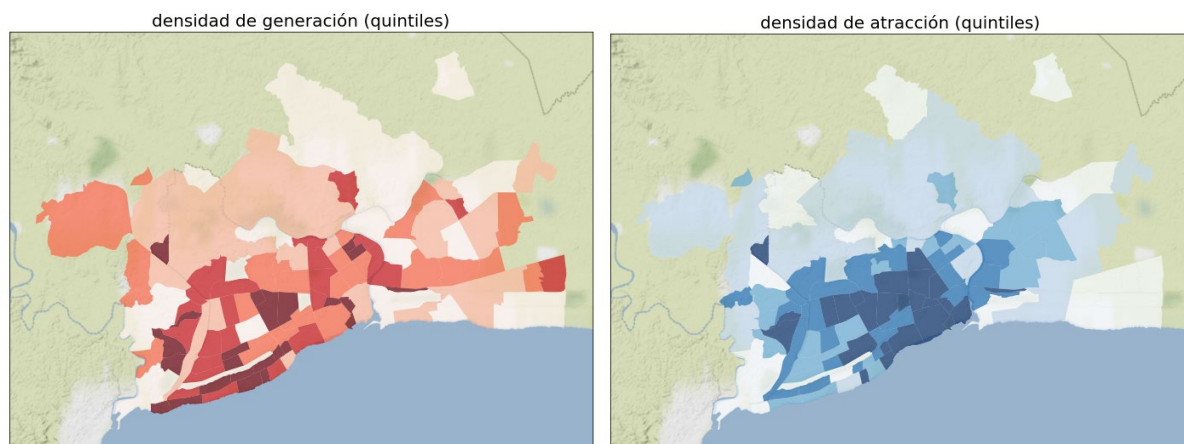 densidad de generación (quintiles)
densidad de atracción (quintiles)